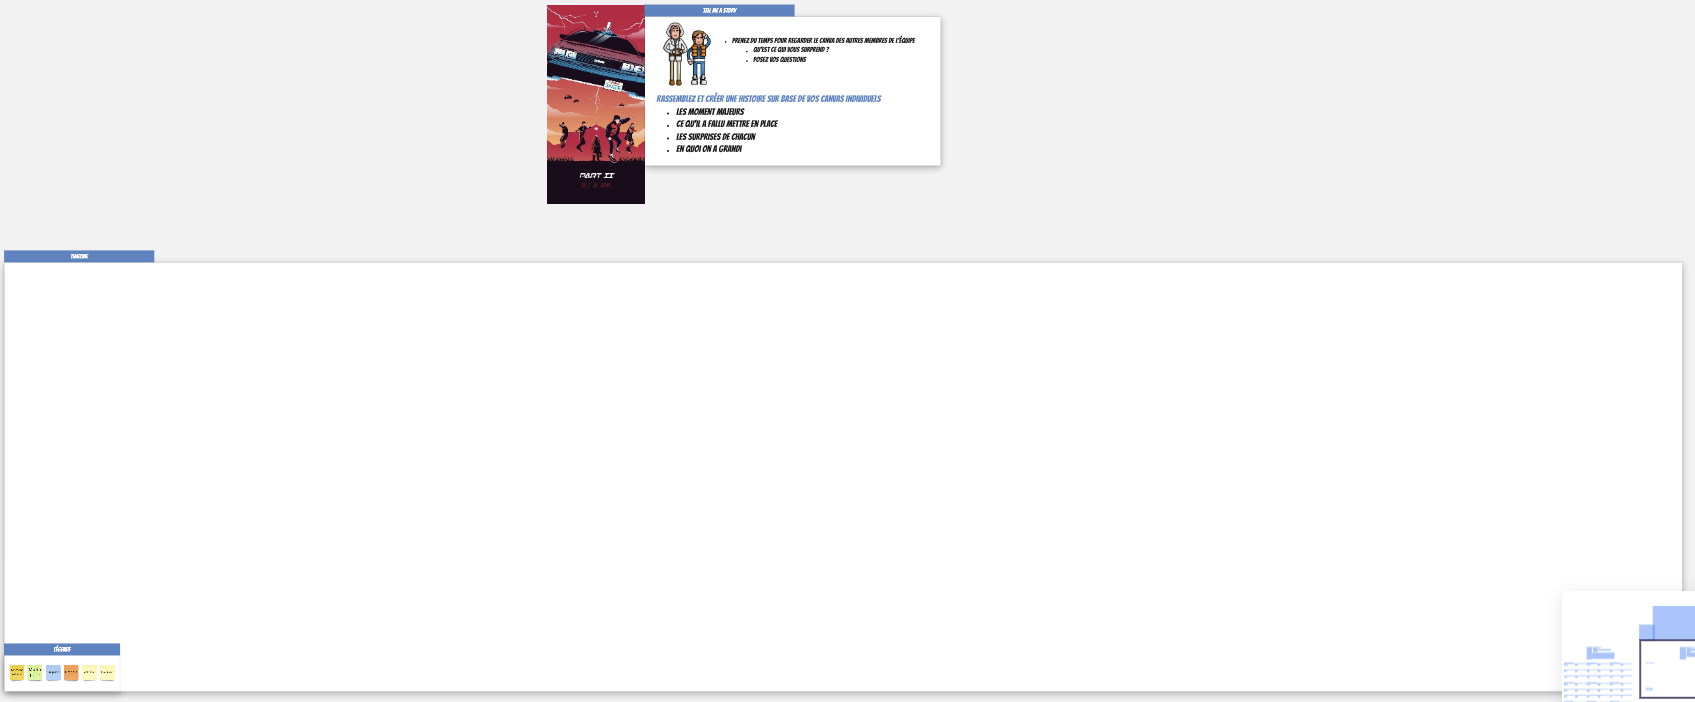 TELL ME A STORY
PRENEZ DU TEMPS POUR REGARDER LE CANVA DES AUTRES MEMBRES DE L'ÉQUIPE
QU'EST CE QUI VOUS SURPREND ?
POSEZ VOS QUESTIONS
RASSEMBLEZ ET CRÉER UNE HISTOIRE SUR BASE DE VOS CANVAS INDIVIDUELS
LES MOMENT MAJEURS
CE QU'IL A FALLU METTRE EN PLACE
LES SURPRISES DE CHACUN
EN QUOI ON A GRANDI
PART II
TIMELINE
LÉGENDE